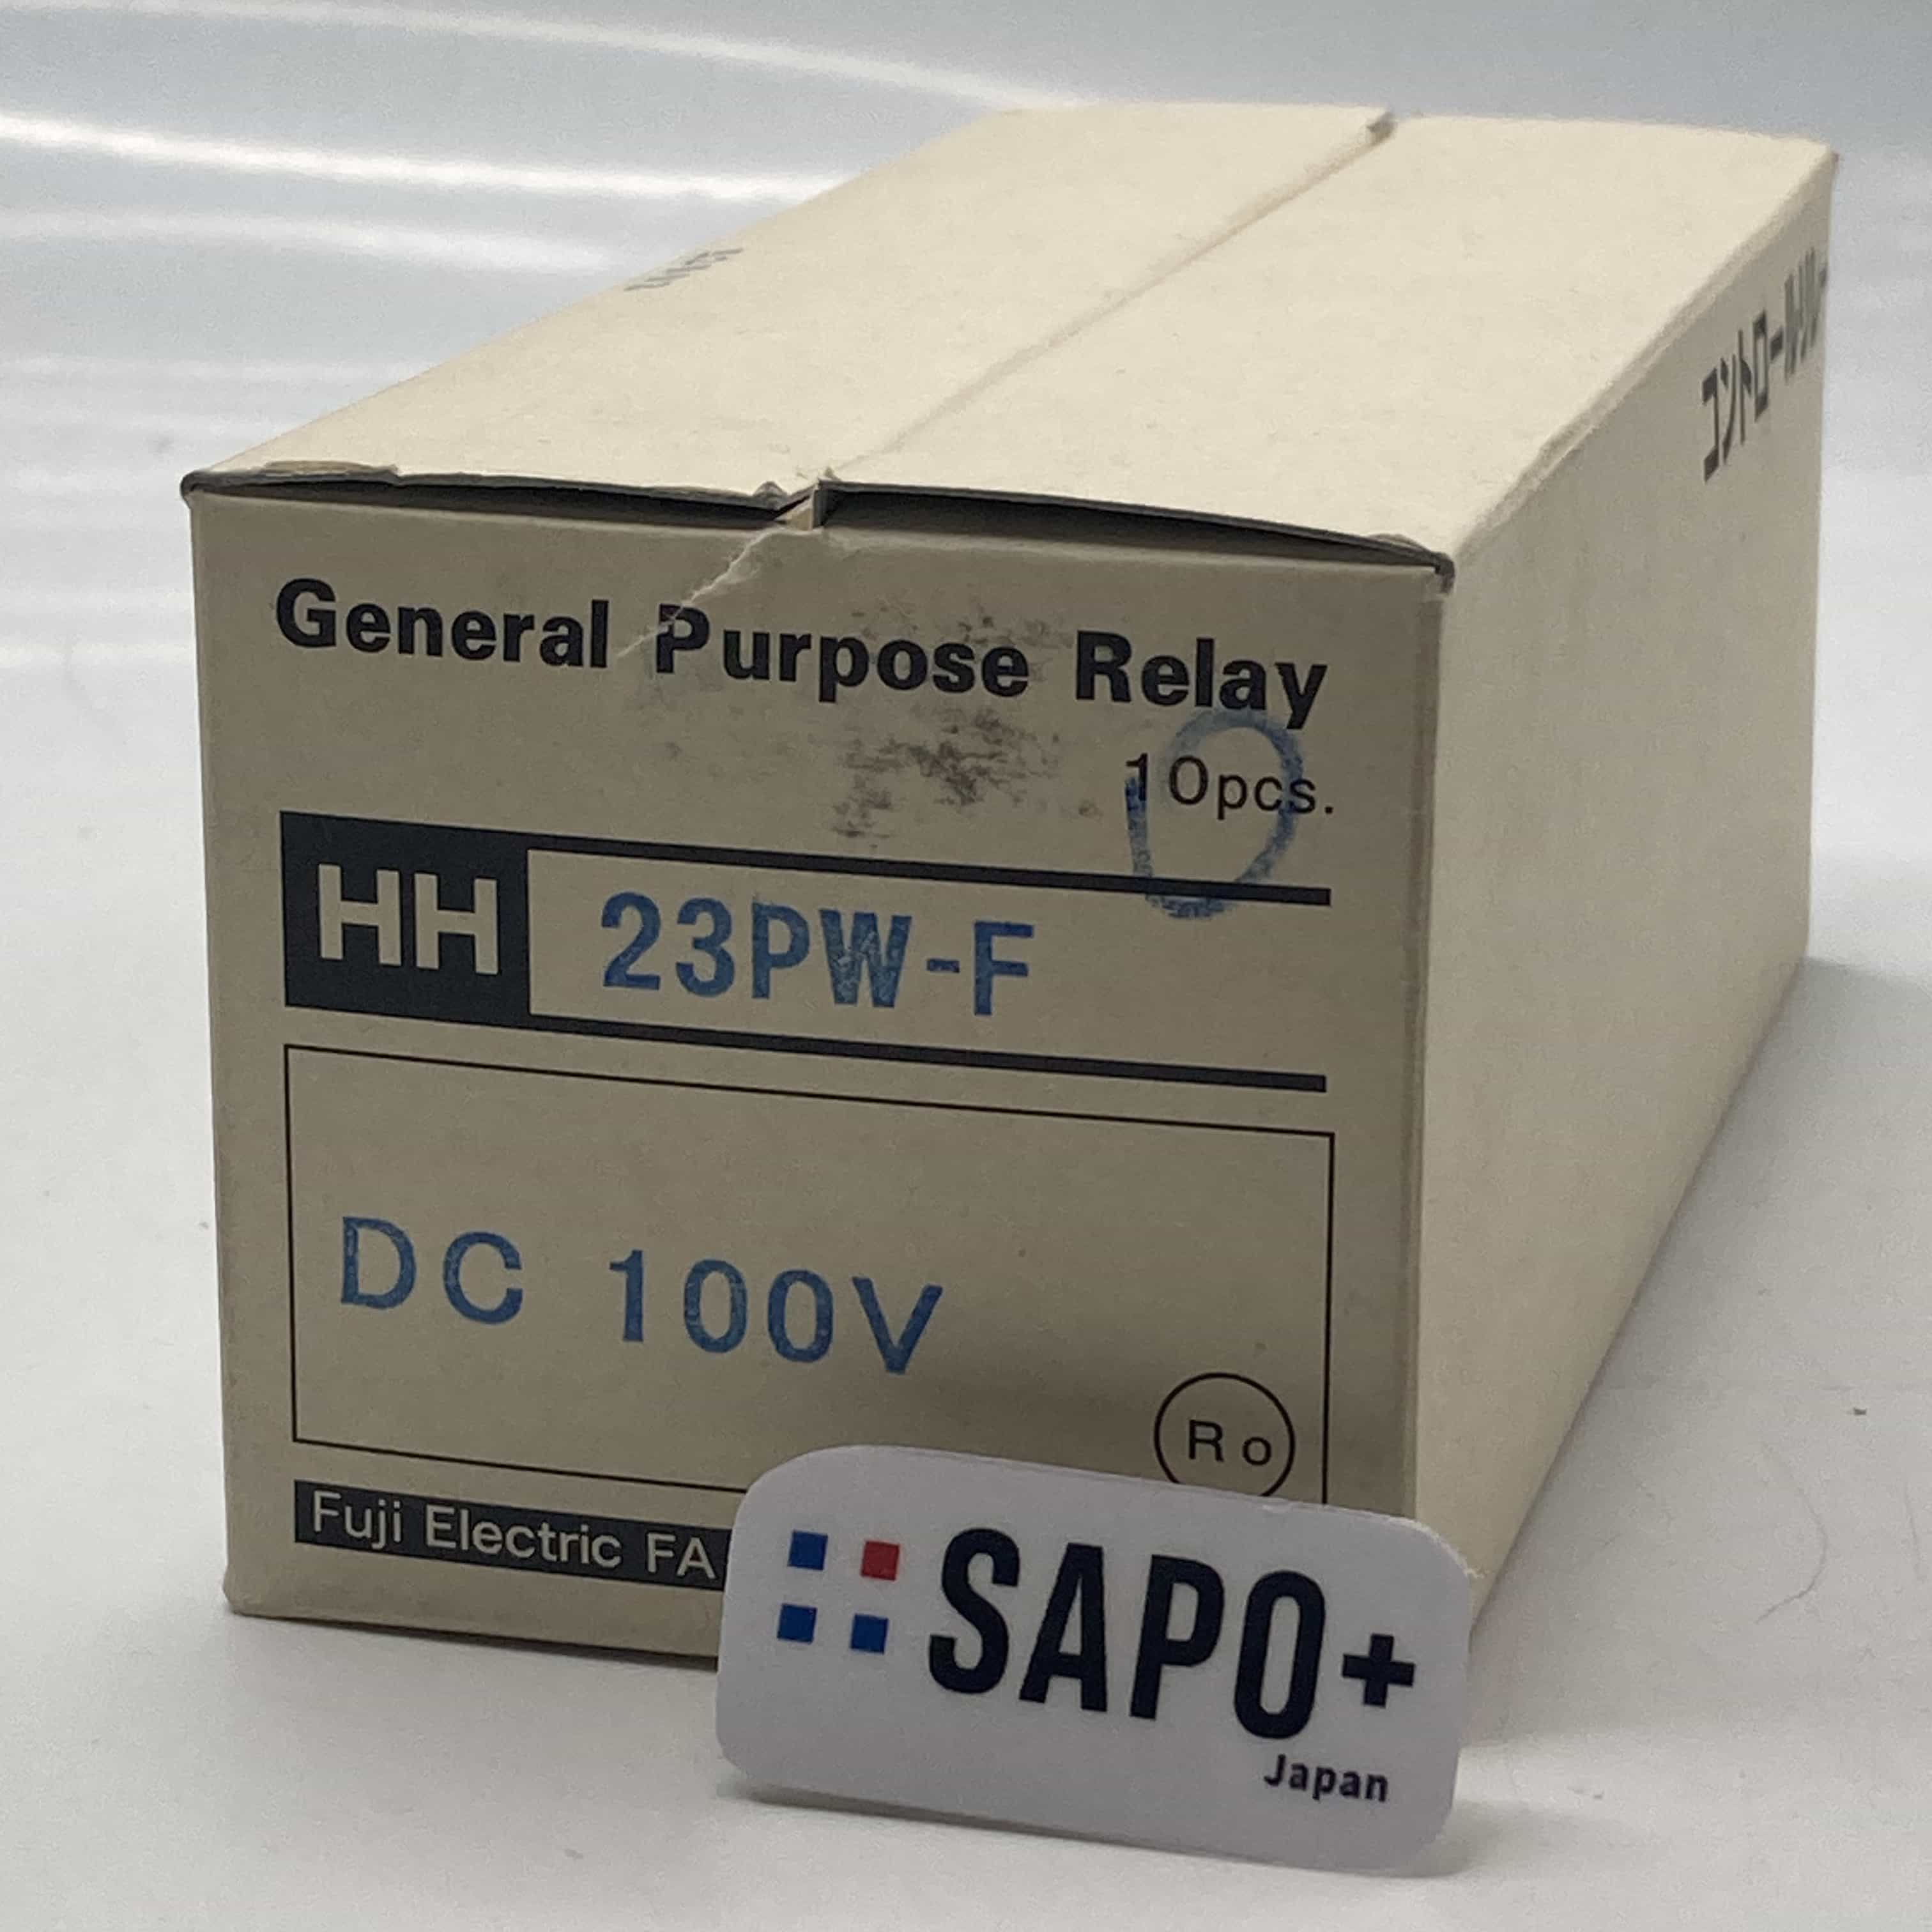 コントロールリレー
General Purpose Relay
10pcs.
HH 23PW-F
DC 100V
Ro
Fuji Electric FA
SAPO+
Japan